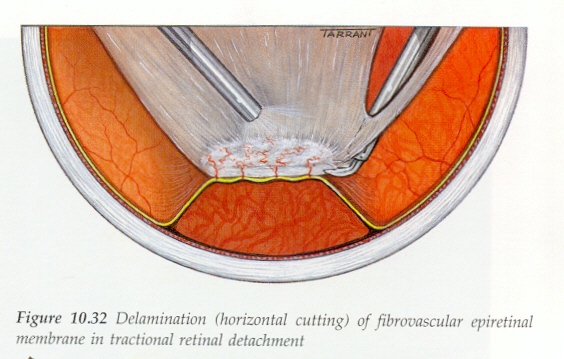 TARRANT
Figure 10.32 Delamination (horizontal cutting) of fibrovascular epiretinal
membrane in tractional retinal detachment